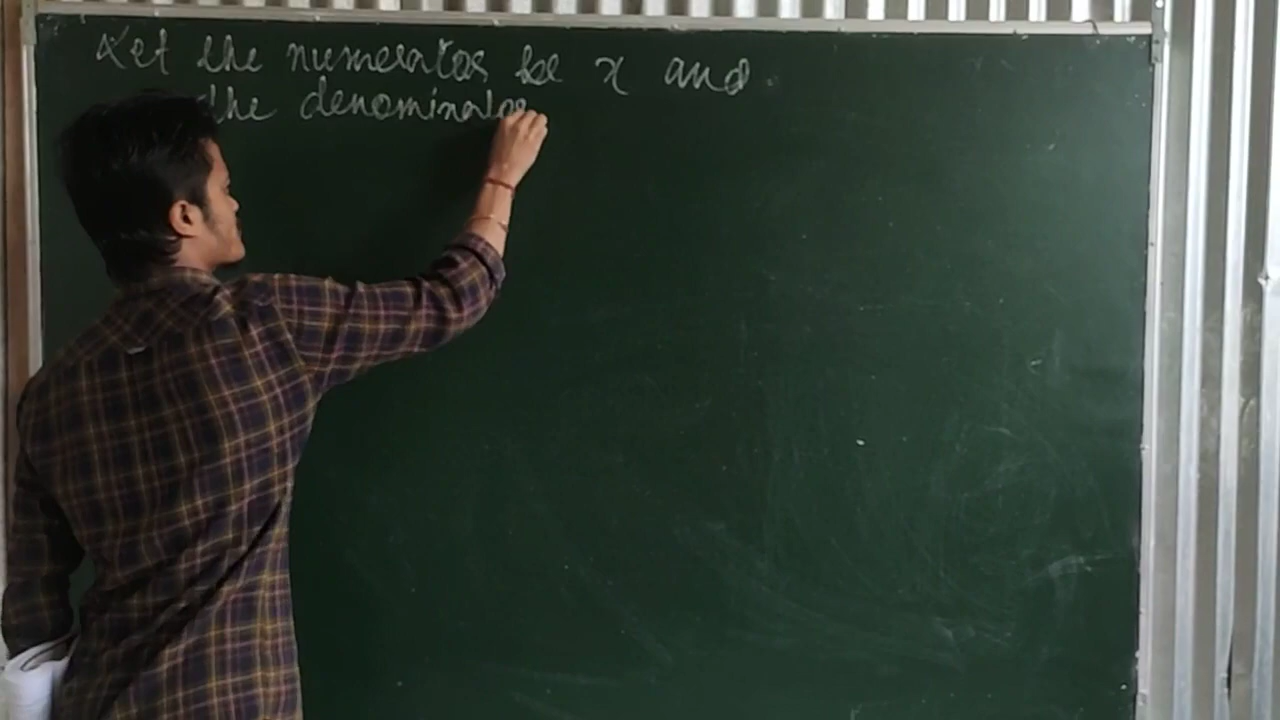 Let the numerator be x and
the denominator